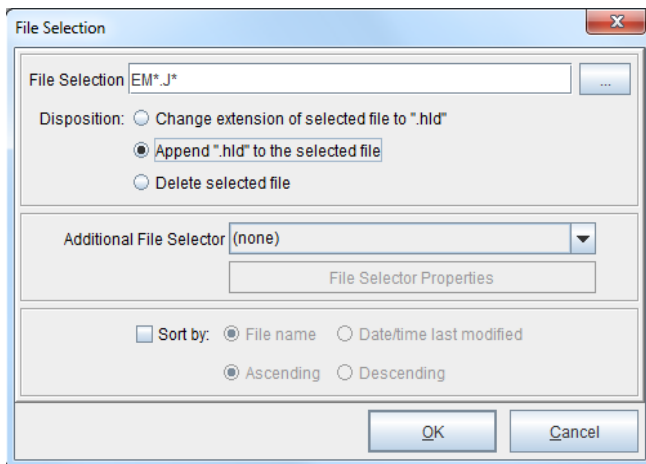 File Selection
File Selection EM*.J* ...
Disposition: Change extension of selected file to ".hld"
Append ".hld" to the selected file
Delete selected file
Additional File Selector (none)
File Selector Properties
Sort by: File name Date/time last modified
Ascending Descending
OK Cancel